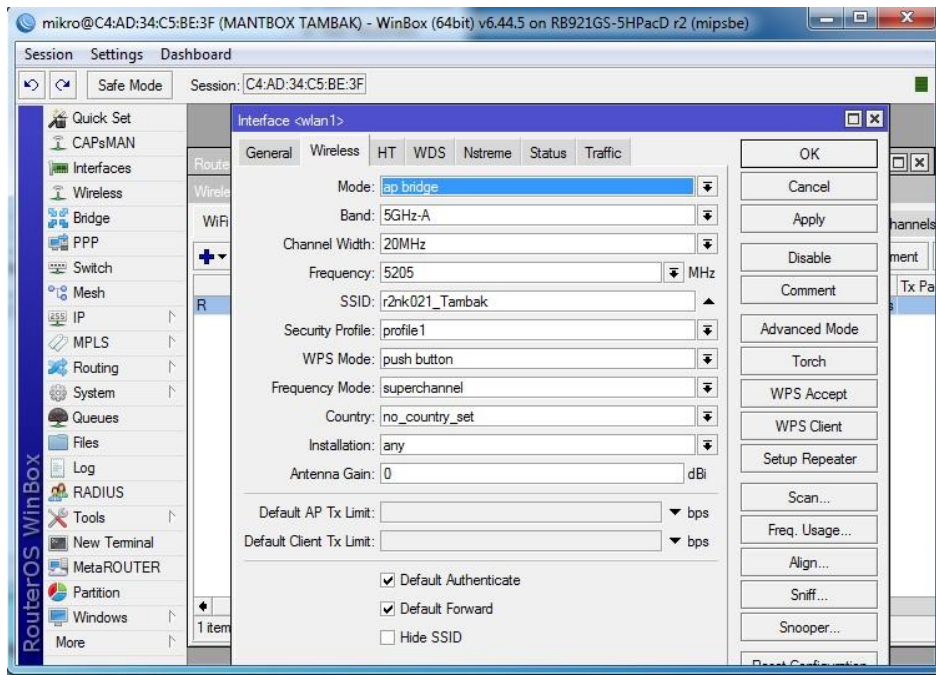 mikro@C4:AD:34:C5:BE:3F (MANTBOX TAMBAK) - WinBox (64bit) v6.44.5 on RB921GS-5HPacD r2 (mipsbe)
Session Settings Dashboard
Safe Mode Session: C4:AD:34:C5:BE:3F
Quick Set
CAPsMAN
Interfaces
Wireless
Bridge
PPP
Switch
Mesh
IP
MPLS
Routing
System
Queues
Files
Log
RADIUS
Tools
New Terminal
MetaROUTER
Partition
Windows
More
RouterOS WinBox
Route
Wirele
WiFi
R
1 item
Interface <wlan1>
General Wireless HT WDS Nstreme Status Traffic
Mode: ap bridge
Band: 5GHz-A
Channel Width: 20MHz
Frequency: 5205 MHz
SSID: r2nk021_Tambak
Security Profile: profile1
WPS Mode: push button
Frequency Mode: superchannel
Country: no_country_set
Installation: any
Antenna Gain: 0 dBi
Default AP Tx Limit: bps
Default Client Tx Limit: bps
Default Authenticate
Default Forward
Hide SSID
OK
Cancel
Apply
Disable
Comment
Advanced Mode
Torch
WPS Accept
WPS Client
Setup Repeater
Scan...
Freq. Usage...
Align...
Sniff...
Snooper...
Reset Configuration
hannels
ment
Tx Pa